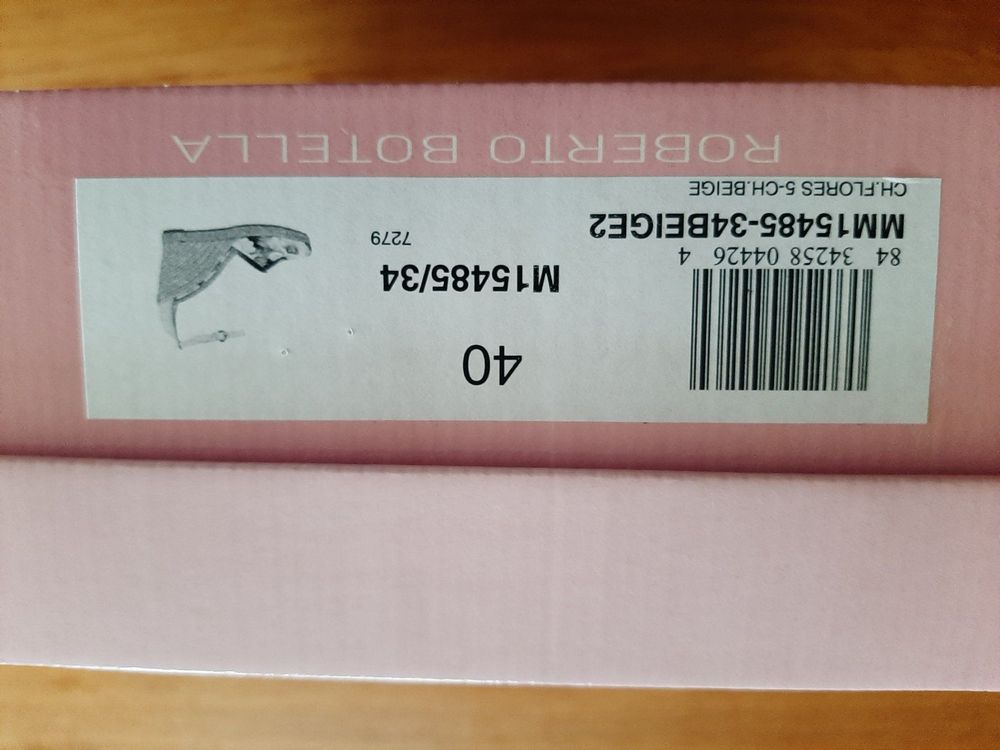 40
M15485/34
84 34258 04426 4
7279
MM15485-34BEIGE2
CH.FLORES 5-CH.BEIGE
ROBERTO BOTELLA